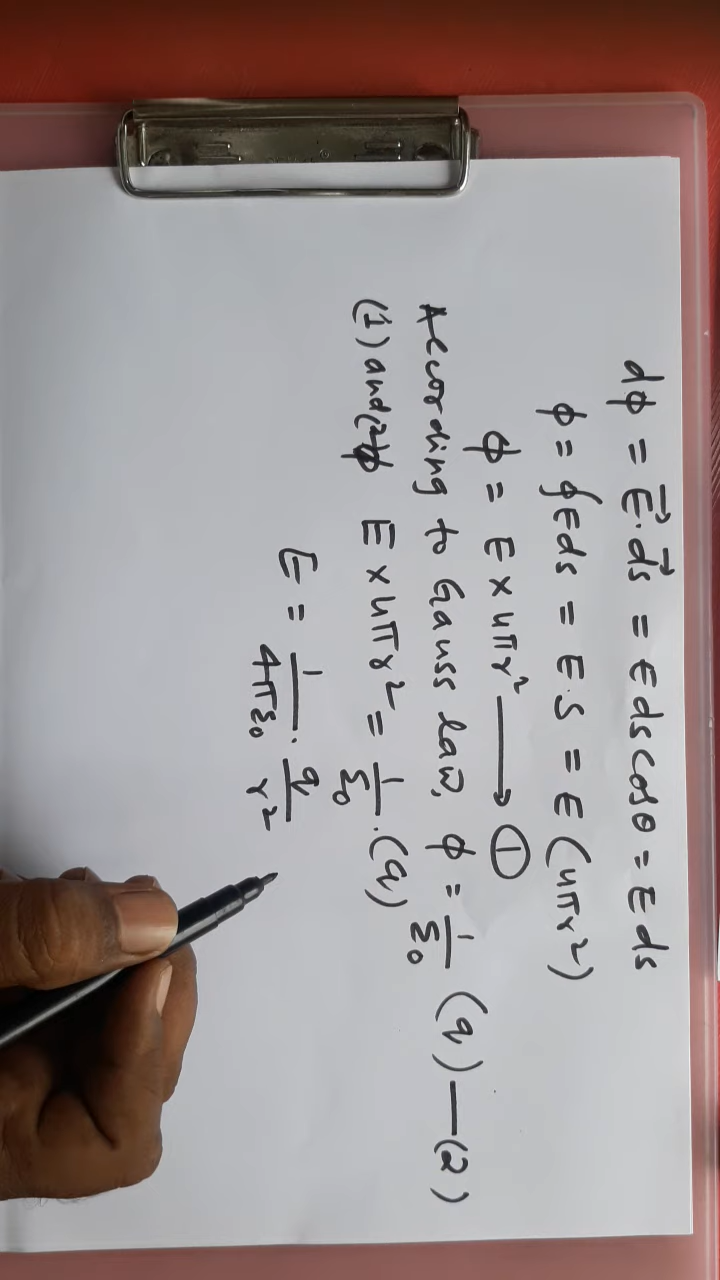 dϕ = E⃗·ds⃗ = E ds cosθ = E ds
ϕ = ∮Eds = E.S = E(4πr²)
ϕ = E × 4πr² → ①
According to Gauss law, ϕ = 1/ε₀ (q) — (2)
(1) and (2) E × 4πr² = 1/ε₀ . (q)
E = 1/4πε₀ . q/r²